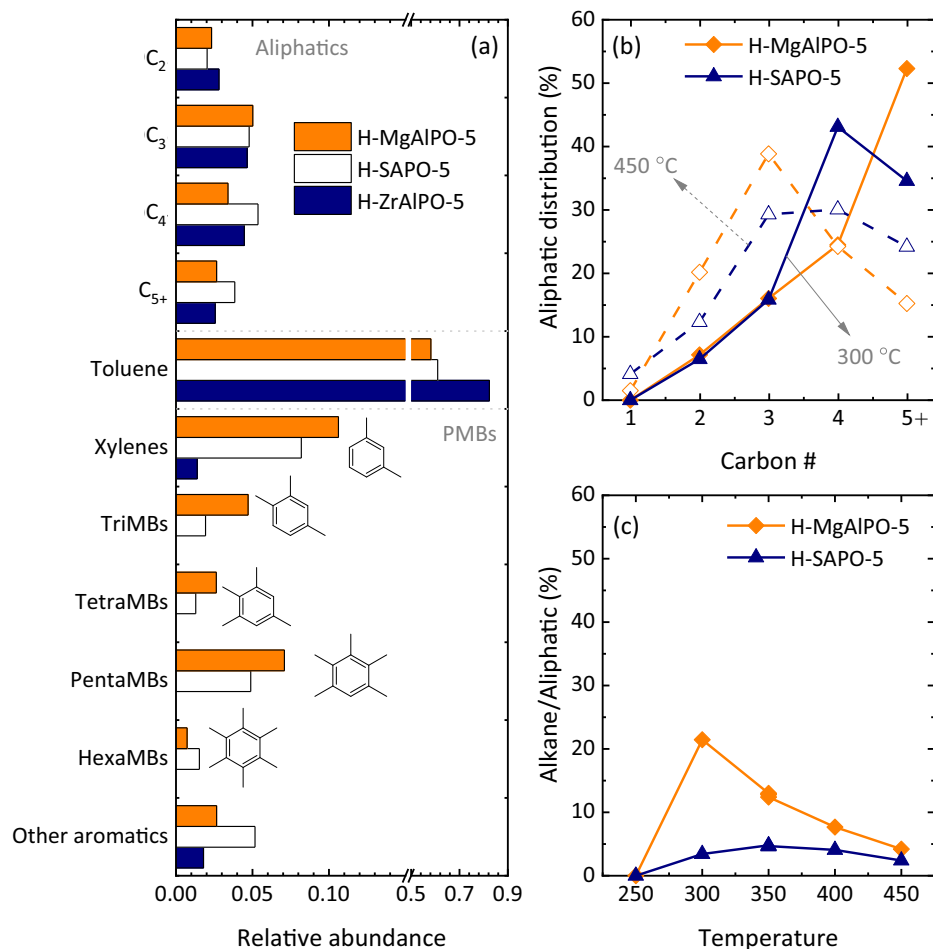 (a)
Aliphatics
C2
C3
C4
C5+
H-MgAlPO-5
H-SAPO-5
H-ZrAlPO-5
Toluene
PMBs
Xylenes
TriMBs
TetraMBs
PentaMBs
HexaMBs
Other aromatics
0.00 0.05 0.10 0.5 0.7 0.9
Relative abundance
(b)
H-MgAlPO-5
H-SAPO-5
450 °C
300 °C
60
50
40
30
20
10
0
Aliphatic distribution (%)
1 2 3 4 5+
Carbon #
(c)
H-MgAlPO-5
H-SAPO-5
60
50
40
30
20
10
0
Alkane/Aliphatic (%)
250 300 350 400 450
Temperature